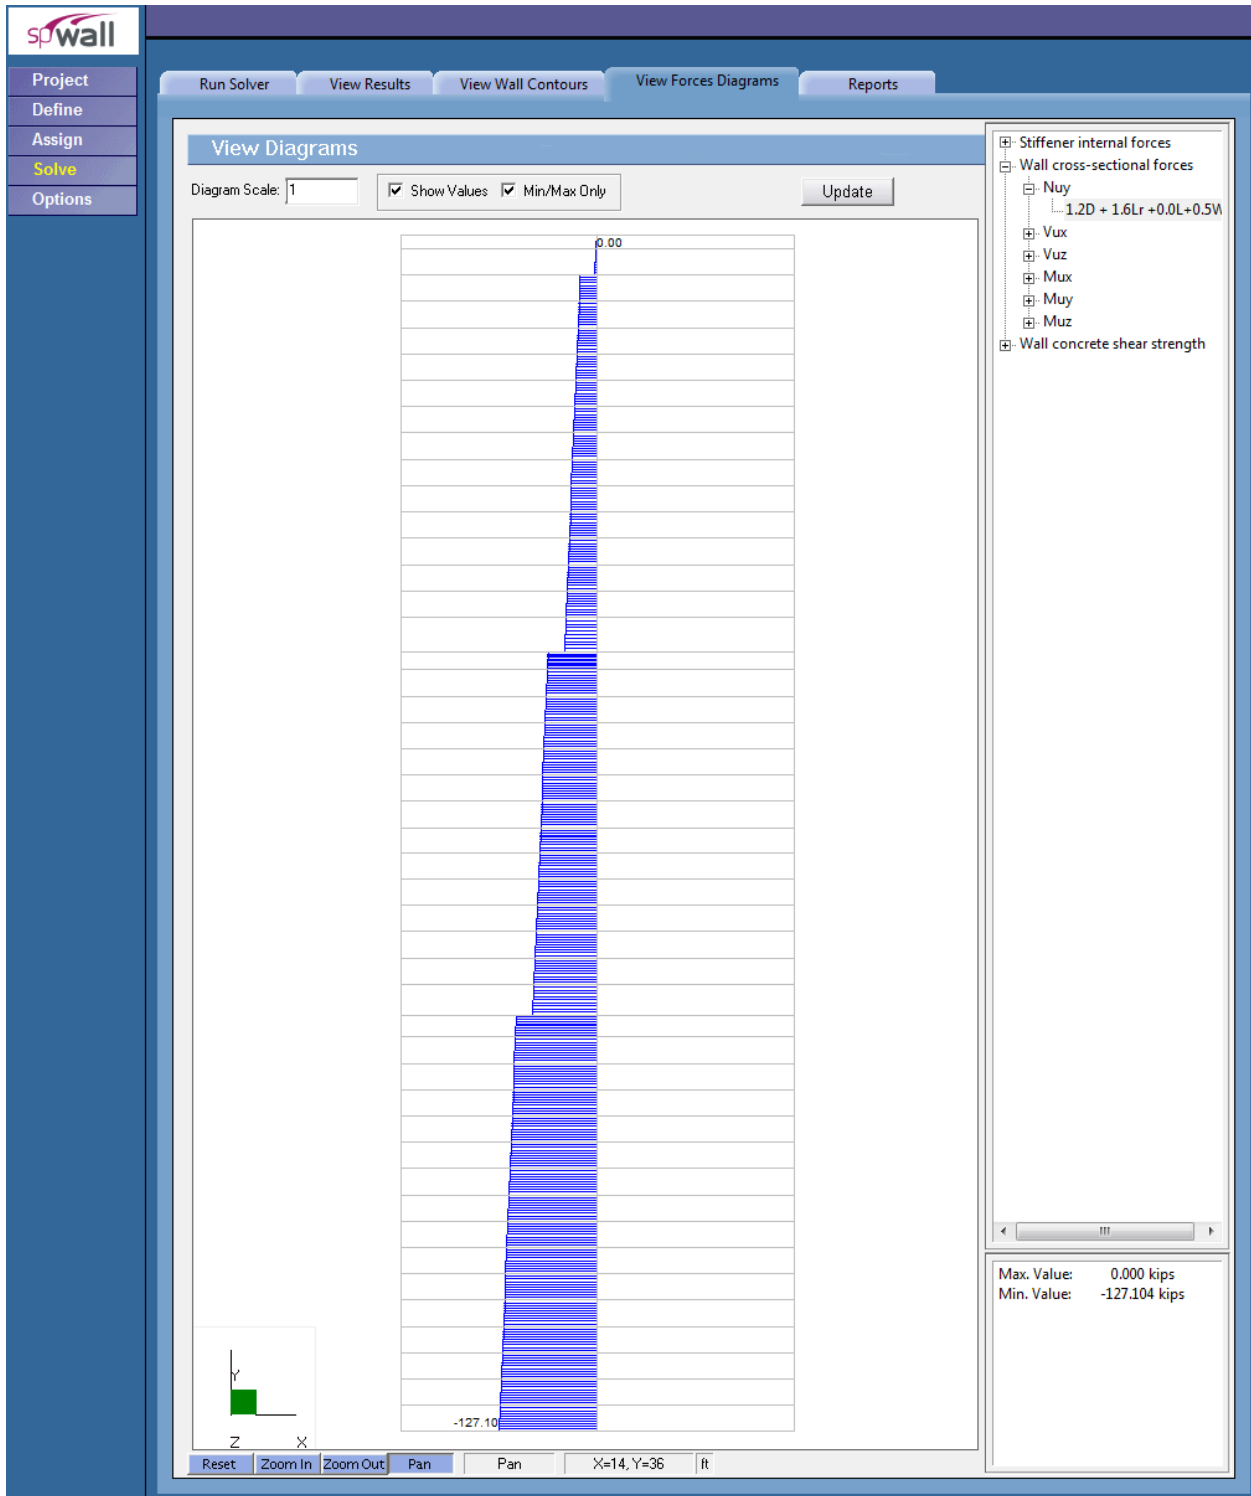 spwall
Project
Define
Assign
Solve
Options
Run Solver
View Results
View Wall Contours
View Forces Diagrams
Reports
View Diagrams
Diagram Scale: 1
Show Values
Min/Max Only
Update
0.00
-127.10
Y
Z X
Stiffener internal forces
Wall cross-sectional forces
Nuy
1.2D + 1.6Lr +0.0L+0.5W
Vux
Vuz
Mux
Muy
Muz
Wall concrete shear strength
Max. Value: 0.000 kips
Min. Value: -127.104 kips
Reset
Zoom In
Zoom Out
Pan
Pan
X=14, Y=36
ft